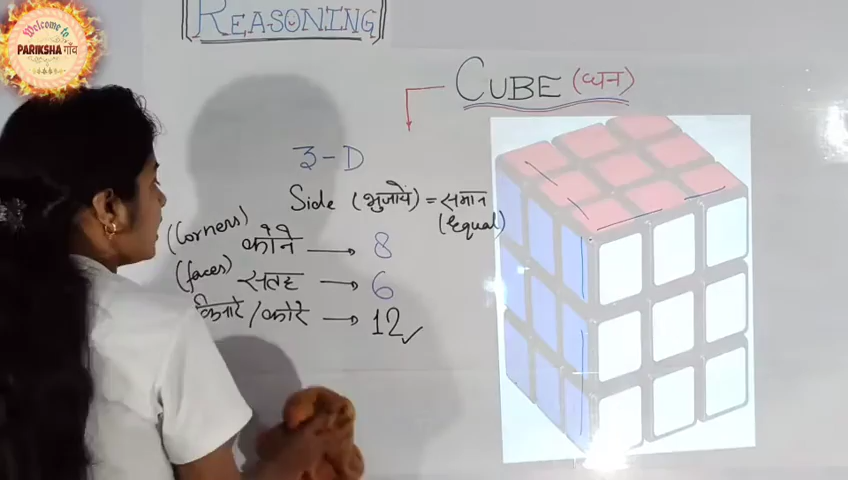 Welcome to
PARIKSHA गाँव
REASONING
CUBE (घन)
3-D
Side (भुजायें) = समान
(Equal)
(Corners) कोने → 8
(faces) सतह → 6
किनारे / कोरे → 12 ✓